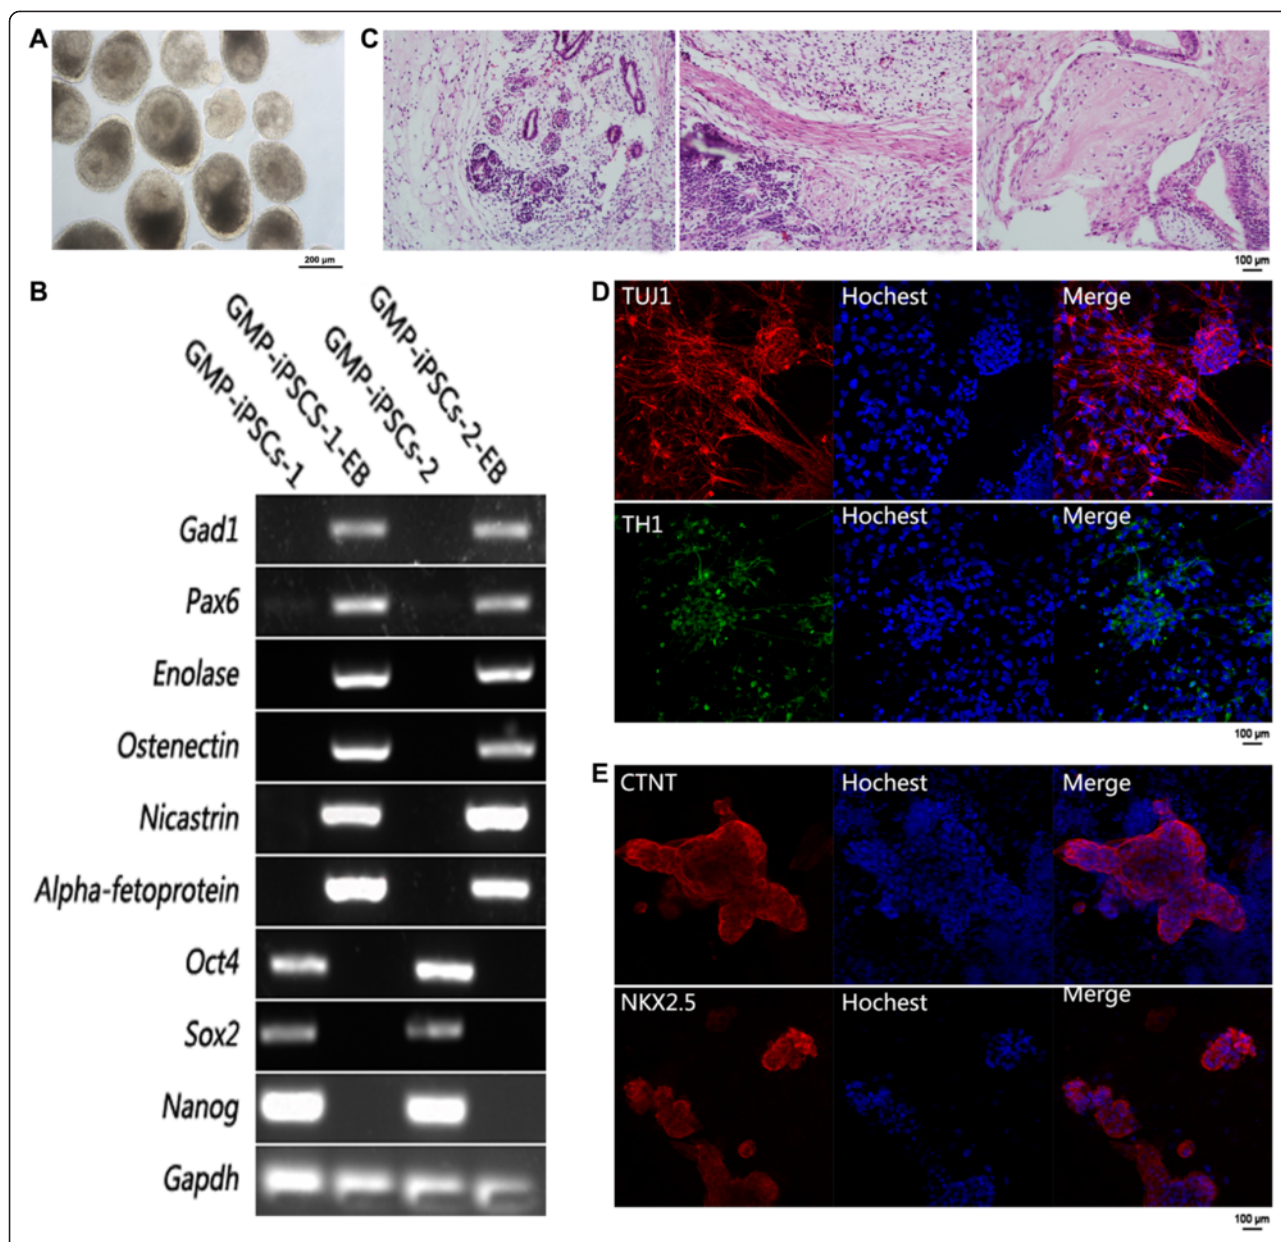 A
C
200 µm
100 µm
B
GMP-iPSCs-1
GMP-iPSCS-1-EB
GMP-iPSCs-2
GMP-iPSCs-2-EB
Gad1
Pax6
Enolase
Ostenectin
Nicastrin
Alpha-fetoprotein
Oct4
Sox2
Nanog
Gapdh
D
TUJ1 Hochest Merge
TH1 Hochest Merge
100 µm
E
CTNT Hochest Merge
NKX2.5 Hochest Merge
100 µm